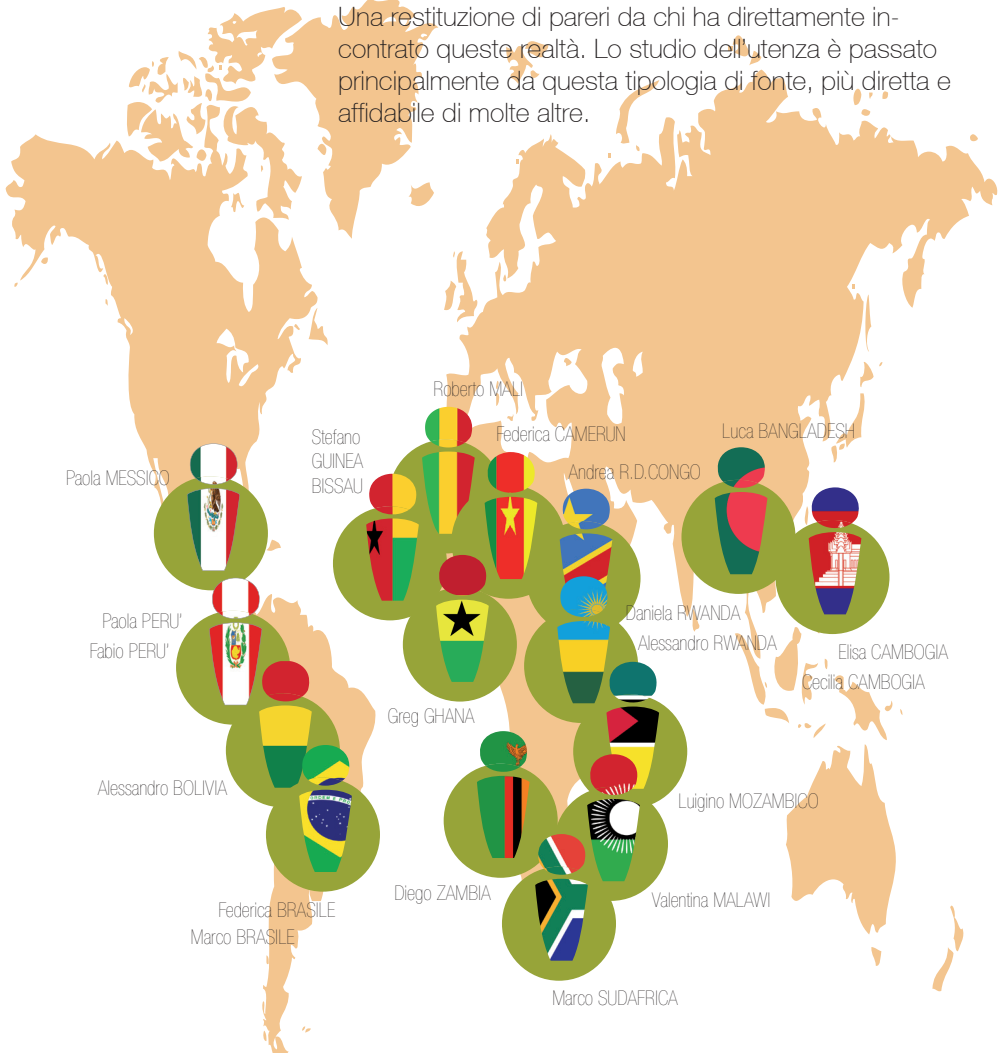 Una restituzione di pareri da chi ha direttamente in-
contrato queste realtà. Lo studio dell'utenza è passato
principalmente da questa tipologia di fonte, più diretta e
affidabile di molte altre.
Roberto MALI
Stefano
GUINEA
BISSAU
Federica CAMERUN
Luca BANGLADESH
Paola MESSICO
Andrea R.D.CONGO
Paola PERU'
Fabio PERU'
Daniela RWANDA
Alessandro RWANDA
Elisa CAMBOGIA
Cecilia CAMBOGIA
Greg GHANA
Alessandro BOLIVIA
Luigino MOZAMBICO
Diego ZAMBIA
Valentina MALAWI
Federica BRASILE
Marco BRASILE
Marco SUDAFRICA